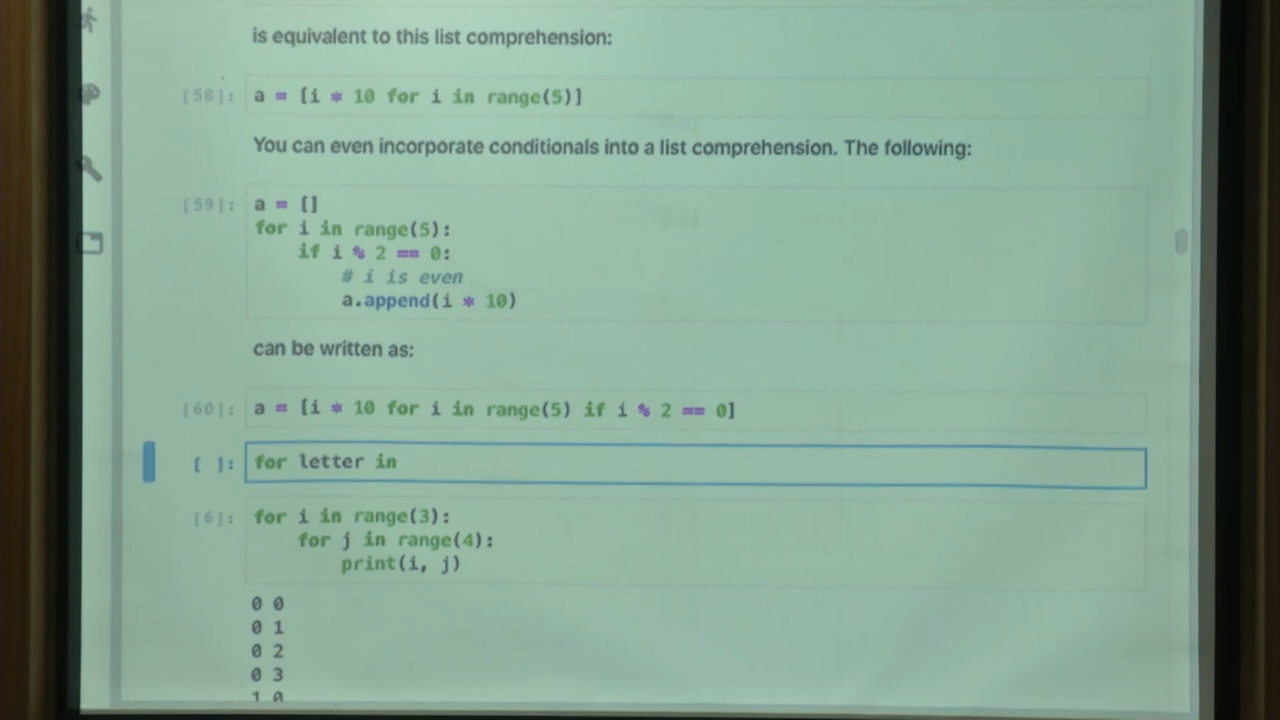 is equivalent to this list comprehension:
[58]: a = [i * 10 for i in range(5)]
You can even incorporate conditionals into a list comprehension. The following:
[59]: a = []
for i in range(5):
    if i % 2 == 0:
        # i is even
        a.append(i * 10)
can be written as:
[60]: a = [i * 10 for i in range(5) if i % 2 == 0]
[ ]: for letter in
[6]: for i in range(3):
    for j in range(4):
        print(i, j)
0 0
0 1
0 2
0 3
1 0